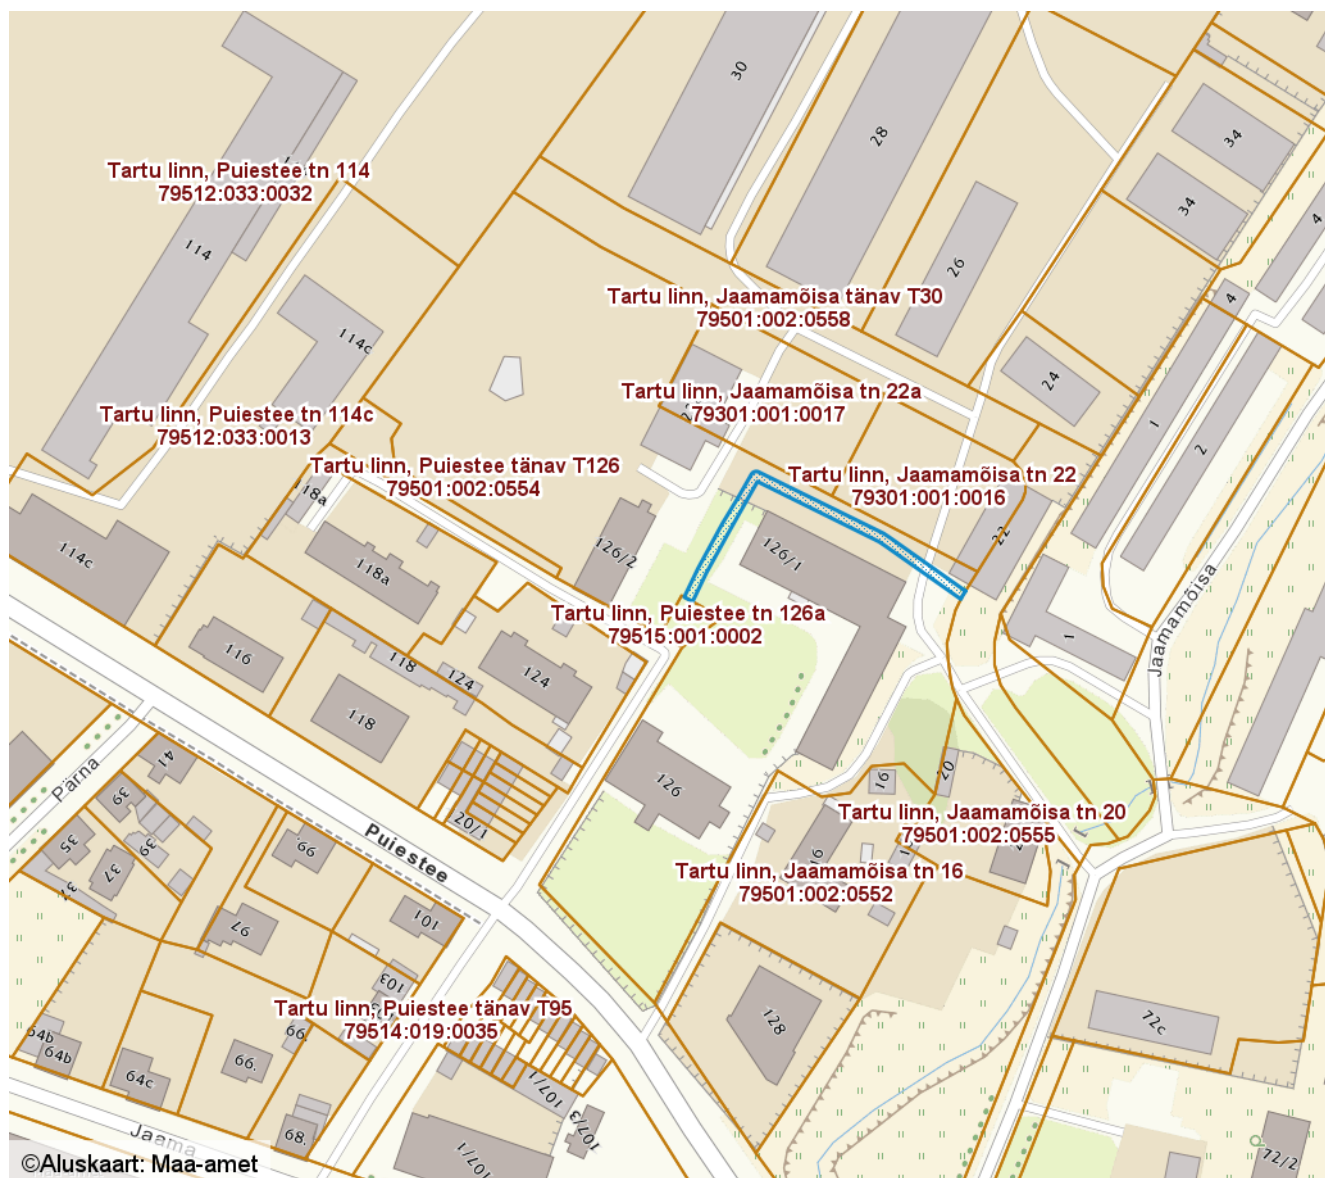 30
28
34
34
4
26
4
Tartu linn, Puiestee tn 114
79512:033:0032
114
Tartu linn, Jaamamõisa tänav T30
79501:002:0558
114c
24
Tartu linn, Jaamamõisa tn 22a
79301:001:0017
Tartu linn, Puiestee tn 114c
79512:033:0013
1
2
Tartu linn, Puiestee tänav T126
79501:002:0554
Tartu linn, Jaamamõisa tn 22
79301:001:0016
118a
22
114c
118a
126/2
126/1
Tartu linn, Puiestee tn 126a
79515:001:0002
1
Jaamamõisa
116
118
124
124
118
126
41
Pärna
39
16
20
Tartu linn, Jaamamõisa tn 20
79501:002:0555
35
39
37
37
20/1
Puiestee
99
16
Tartu linn, Jaamamõisa tn 16
79501:002:0552
97
101
103
Tartu linn, Puiestee tänav T95
79514:019:0035
128
72c
64b
64b
66.
66.
64c
107/1
107/3
68.
Jaama
107/1
72/2
©Aluskaart: Maa-amet